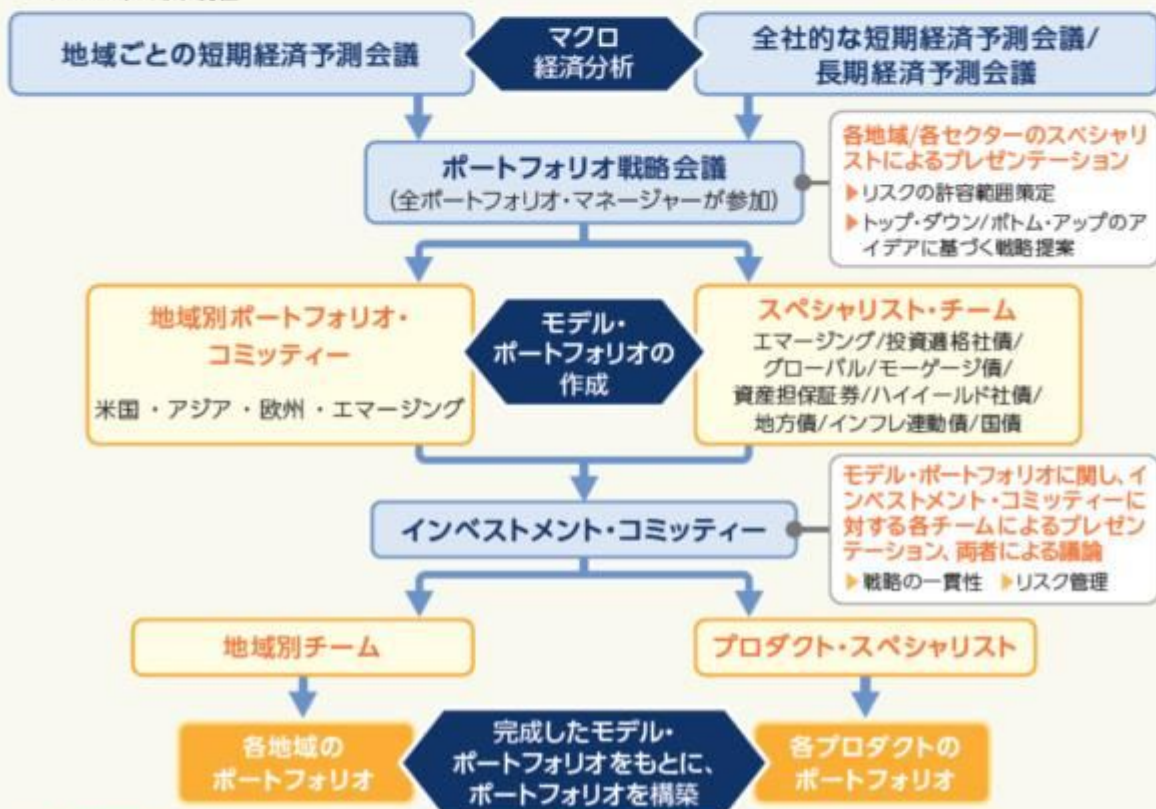 地域ごとの短期経済予測会議
マクロ
経済分析
全社的な短期経済予測会議/
長期経済予測会議
ポートフォリオ戦略会議
(全ポートフォリオ・マネージャーが参加)
各地域/各セクターのスペシャリ
ストによるプレゼンテーション
▶リスクの許容範囲策定
▶トップ・ダウン/ボトム・アップのア
イデアに基づく戦略提案
地域別ポートフォリオ・
コミッティー
米国・アジア・欧州・エマージング
モデル・
ポートフォリオの
作成
スペシャリスト・チーム
エマージング/投資適格社債/
グローバル/モーゲージ債/
資産担保証券/ハイイールド社債/
地方債/インフレ連動債/国債
インベストメント・コミッティー
モデル・ポートフォリオに関し、イ
ンベストメント・コミッティーに
対する各チームによるプレゼン
テーション、両者による議論
▶戦略の一貫性 ▶リスク管理
地域別チーム
プロダクト・スペシャリスト
各地域の
ポートフォリオ
完成したモデル・
ポートフォリオをもとに、
ポートフォリオを構築
各プロダクトの
ポートフォリオ